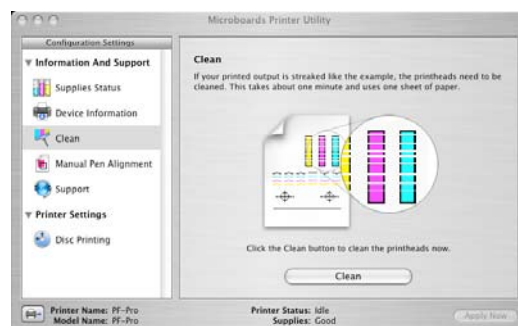 Microboards Printer Utility
Configuration Settings
Information And Support
Supplies Status
Device Information
Clean
Manual Pen Alignment
Support
Printer Settings
Disc Printing
Clean
If your printed output is streaked like the example, the printheads need to be
cleaned. This takes about one minute and uses one sheet of paper.
Click the Clean button to clean the printheads now.
Clean
Printer Name: PF-Pro
Model Name: PF-Pro
Printer Status: Idle
Supplies: Good
Apply Now